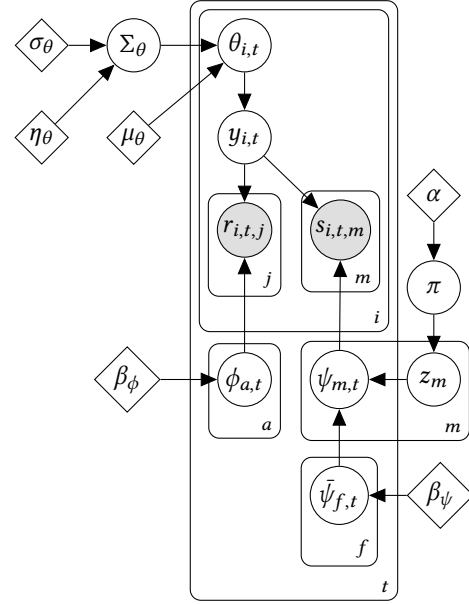 σ_θ Σ_θ θ_{i,t}
η_θ μ_θ y_{i,t}
r_{i,t,j} s_{i,t,m} α
j m
π
i
β_ϕ ϕ_{a,t} ψ_{m,t} z_m
a m
ψ̄_{f,t} β_ψ
f
t